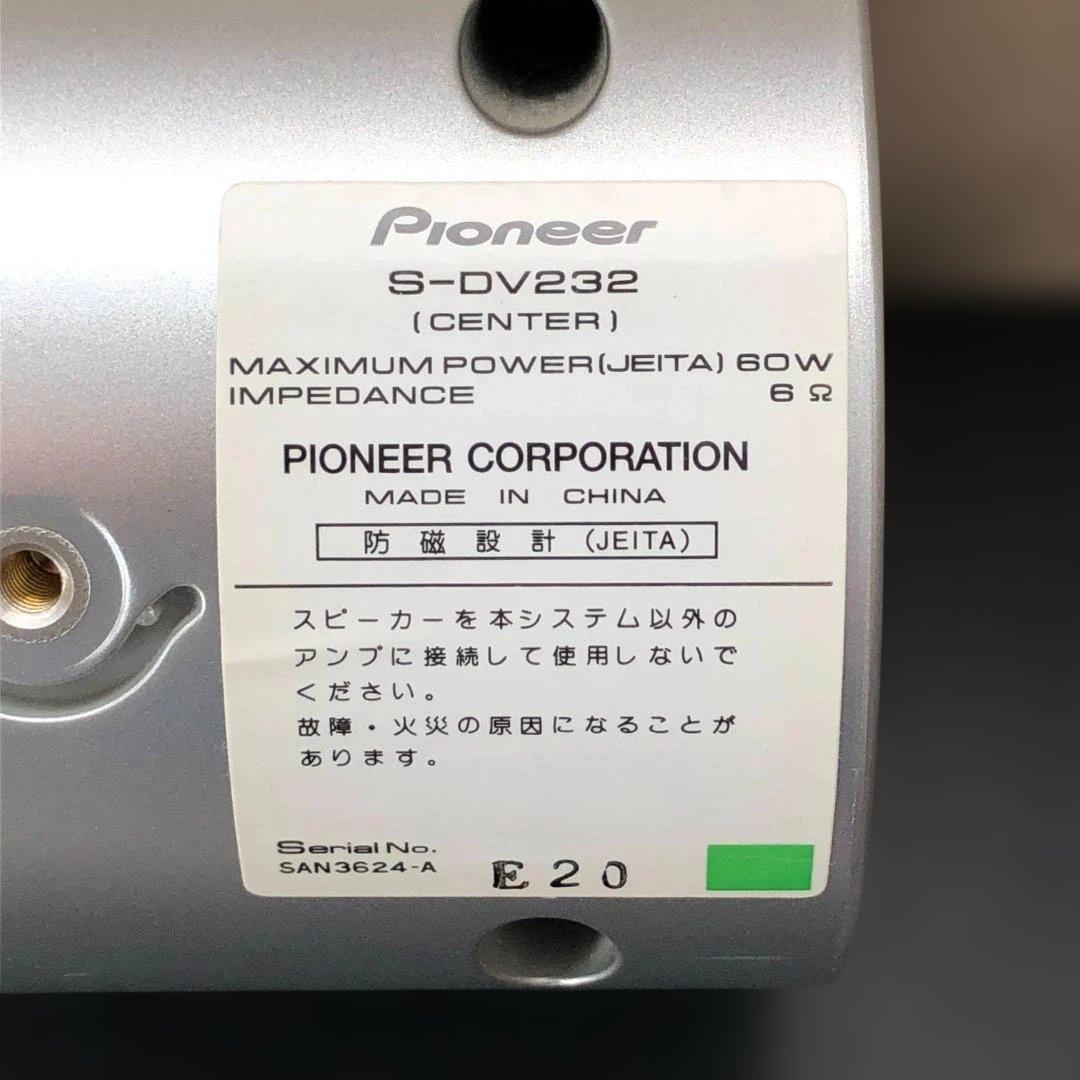 Pioneer
S-DV232
(CENTER)
MAXIMUM POWER(JEITA) 60W
IMPEDANCE 6 Ω
PIONEER CORPORATION
MADE IN CHINA
防磁設計 (JEITA)
スピーカーを本システム以外の
アンプに接続して使用しないで
ください。
故障・火災の原因になることが
あります。
Serial No.
SAN3624-A E20